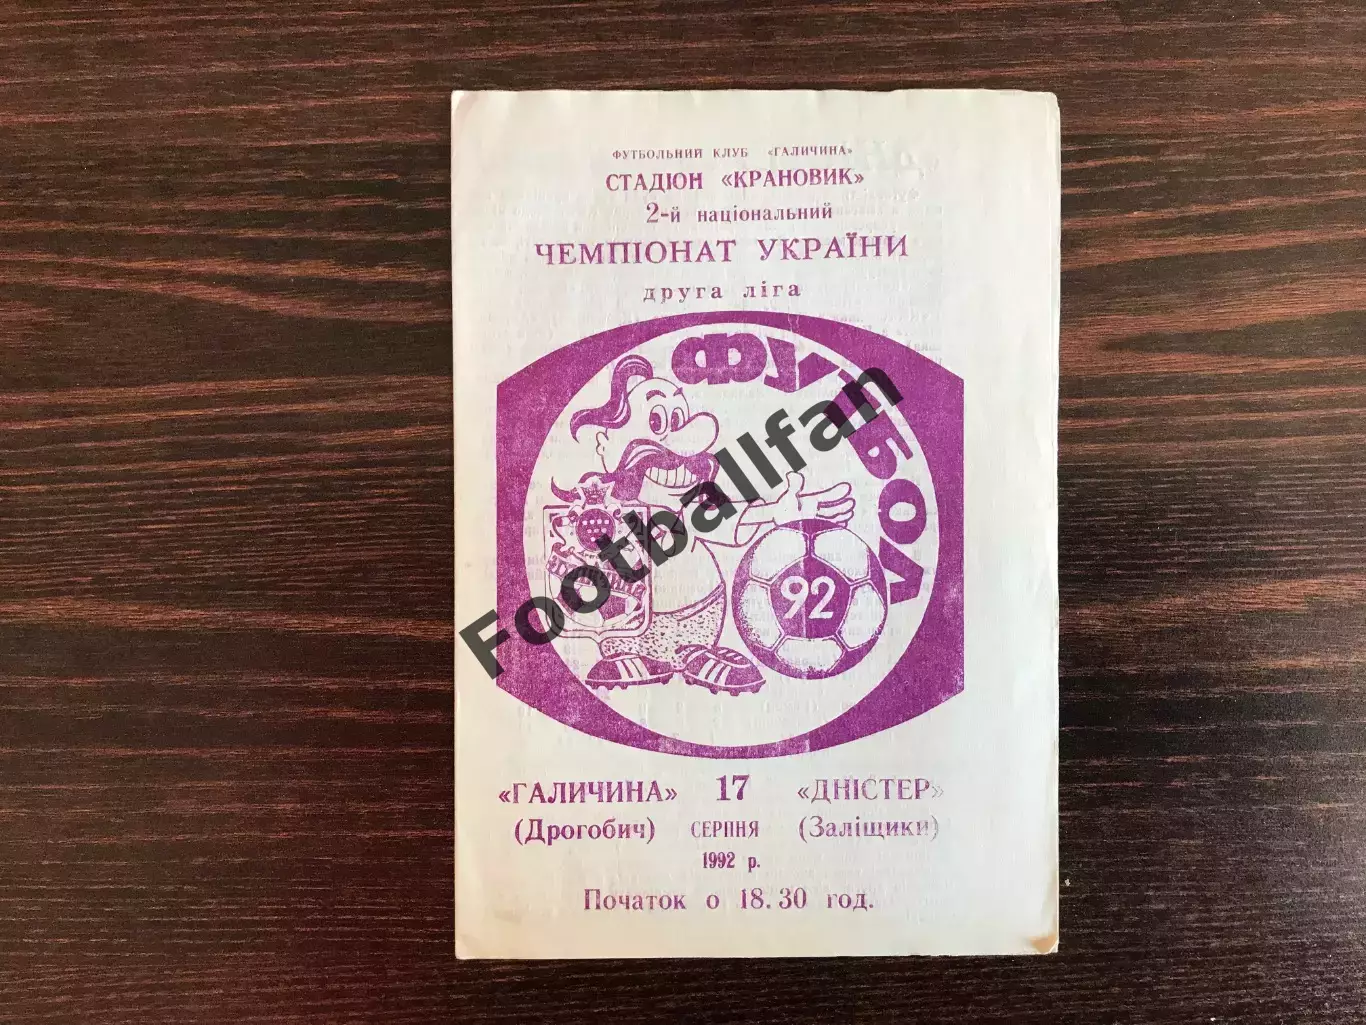 ФУТБОЛЬНИЙ КЛУБ «ГАЛИЧИНА»
СТАДІОН «КРАНОВИК»
2-й національний
ЧЕМПІОНАТ УКРАЇНИ
друга ліга
ФУТБОЛ
92
Footballfan
«ГАЛИЧИНА» 17 «ДНІСТЕР»
(Дрогобич) СЕРПНЯ (Заліщики)
1992 р.
Початок о 18.30 год.